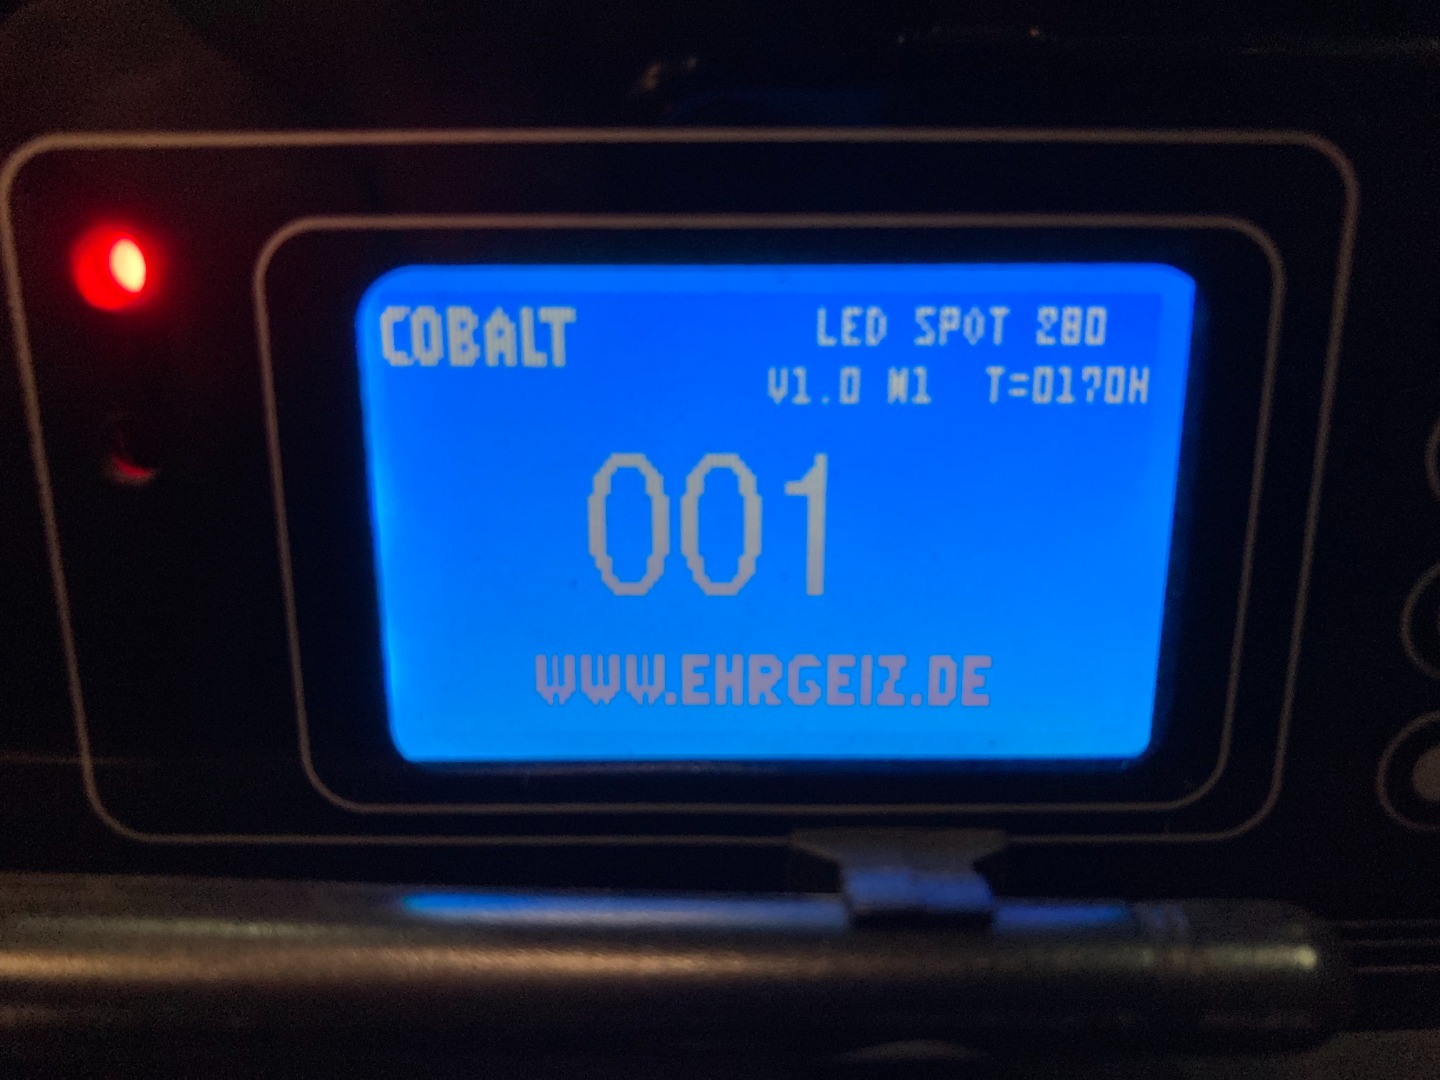 COBALT LED SPOT 280
V1.0 M1 T=0170H
001
WWW.EHRGEIZ.DE